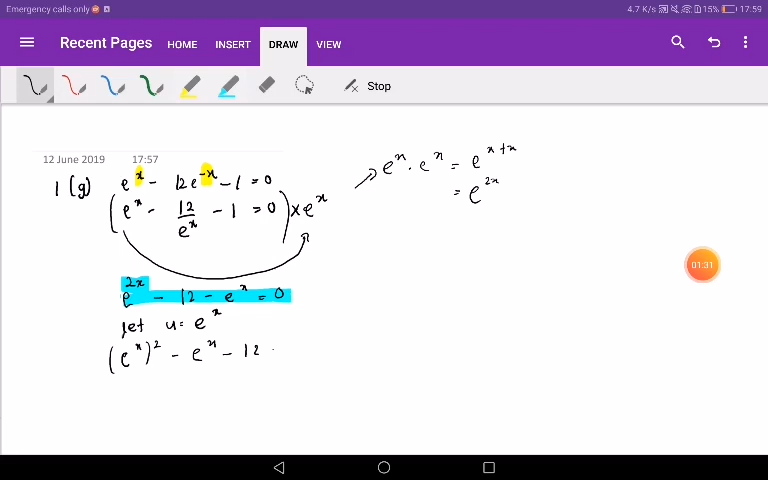 Emergency calls only 4.7 K/s 15% 17:59
Recent Pages HOME INSERT DRAW VIEW
Stop
12 June 2019 17:57
1 (g) e^x - 12e^-x - 1 = 0
(e^x - 12/e^x - 1 = 0) × e^x
e^x · e^x = e^x+x
= e^2x
01:31
e^2x - 12 - e^x = 0
let u = e^x
(e^x)^2 - e^x - 12